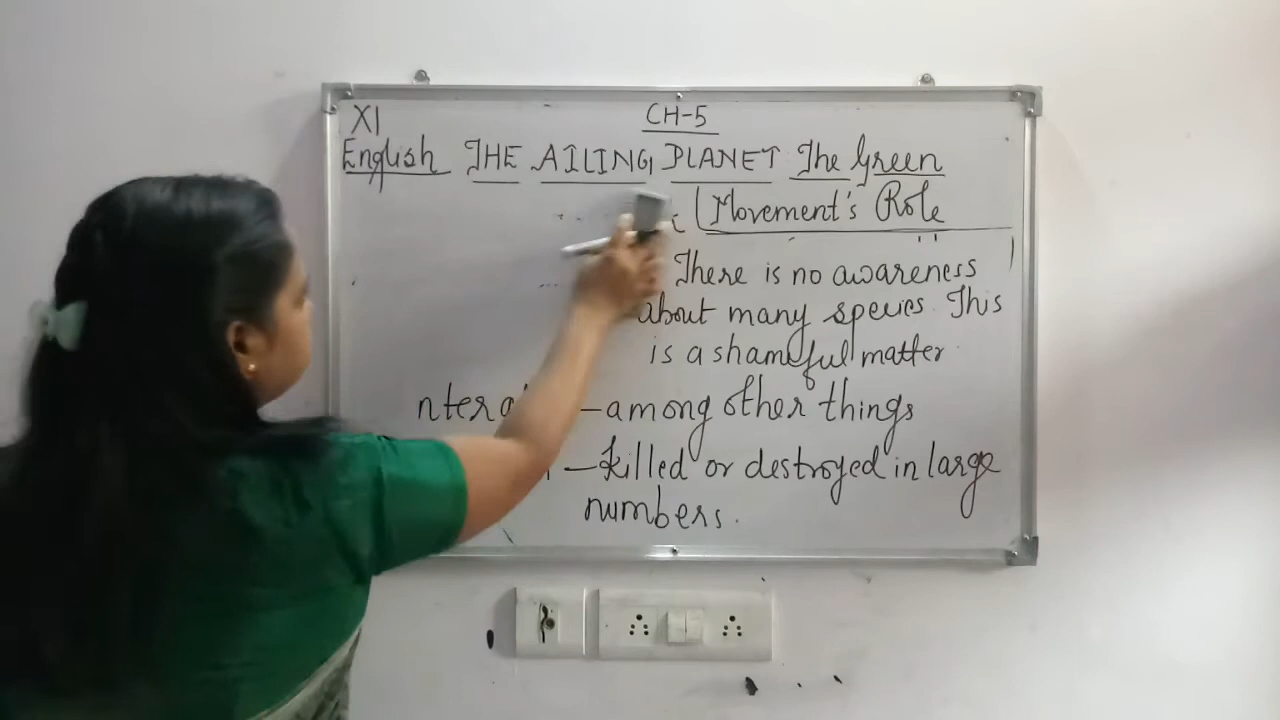 XI
CH-5
English THE AILING PLANET The Green
Movement's Role
There is no awareness
about many species. This
is a shameful matter.
nter – among other things
– killed or destroyed in large
numbers.